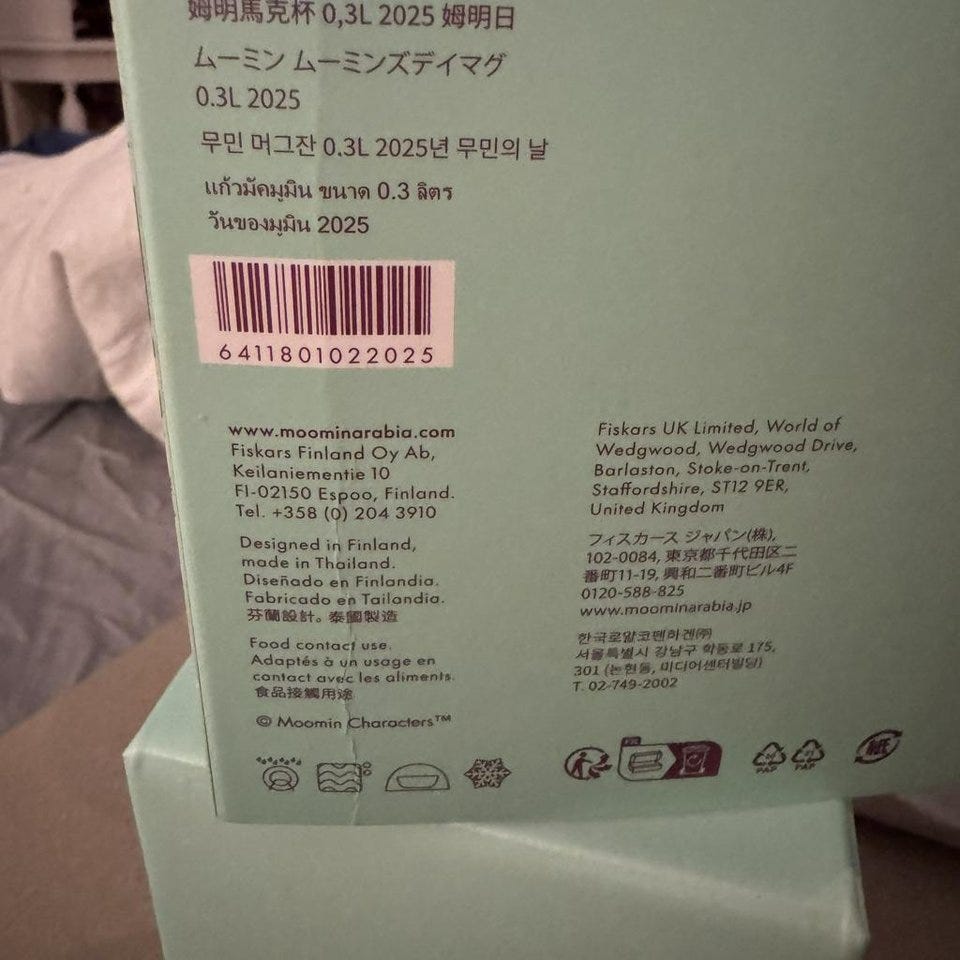 姆明馬克杯 0,3L 2025 姆明日
ムーミン ムーミンズデイマグ
0.3L 2025
무민 머그잔 0.3L 2025년 무민의 날
แก้วมัคมูมิน ขนาด 0.3 ลิตร
วันของมูมิน 2025
6411801022025
www.moominarabia.com
Fiskars Finland Oy Ab,
Keilaniementie 10
FI-02150 Espoo, Finland.
Tel. +358 (0) 204 3910
Designed in Finland,
made in Thailand.
Diseñado en Finlandia.
Fabricado en Tailandia.
芬蘭設計。泰國製造
Food contact use.
Adaptés à un usage en
contact avec les aliments.
食品接觸用途
© Moomin Characters™
Fiskars UK Limited, World of
Wedgwood, Wedgwood Drive,
Barlaston, Stoke-on-Trent,
Staffordshire, ST12 9ER,
United Kingdom
フィスカース ジャパン(株),
102-0084, 東京都千代田区二
番町11-19, 興和二番町ビル4F
0120-588-825
www.moominarabia.jp
한국로얄코펜하겐㈜
서울특별시 강남구 학동로 175,
301 (논현동, 미디어센터빌딩)
T. 02-749-2002
FR
PAP PAP
紙